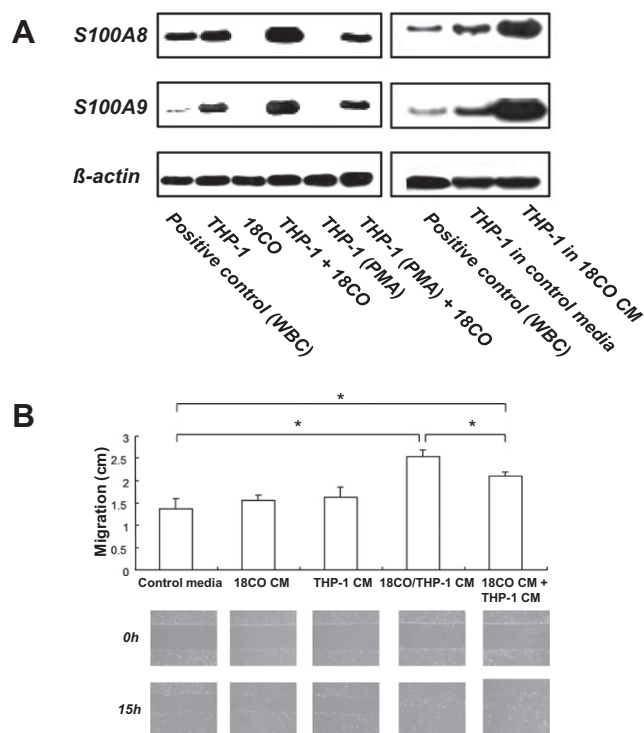 A
S100A8
S100A9
ß-actin
Positive control (WBC)
THP-1
18CO
THP-1 + 18CO
THP-1 (PMA)
THP-1 (PMA) + 18CO
Positive control (WBC)
THP-1 in control media
THP-1 in 18CO CM
B
*
*
*
Migration (cm)
3
2.5
2
1.5
1
0.5
0
Control media
18CO CM
THP-1 CM
18CO/THP-1 CM
18CO CM +
THP-1 CM
0h
15h